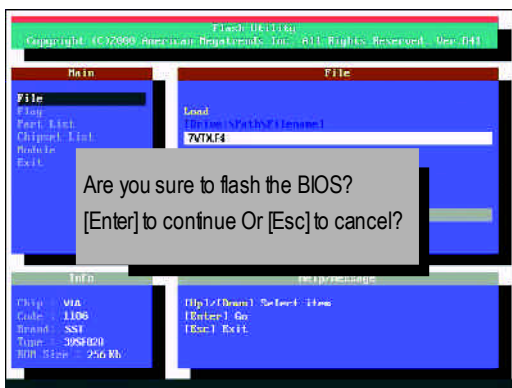 Flash Utility
Copyright (C)2000 American Megatrends Inc. All Rights Reserved. Ver.
Main
File
File
Flag
Part List
Chipset List
Module
Exit
Load
[Drive:\Path\Filename]
7VTX.F4
Are you sure to flash the BIOS?
[Enter] to continue Or [Esc] to cancel?
Info
Help/Message
Chip : VIA
Code : 1106
Brand: SST
Type : 39SF020
ROM Size : 256 Kb
[Up]/[Down] Select item
[Enter] Go
[Esc] Exit